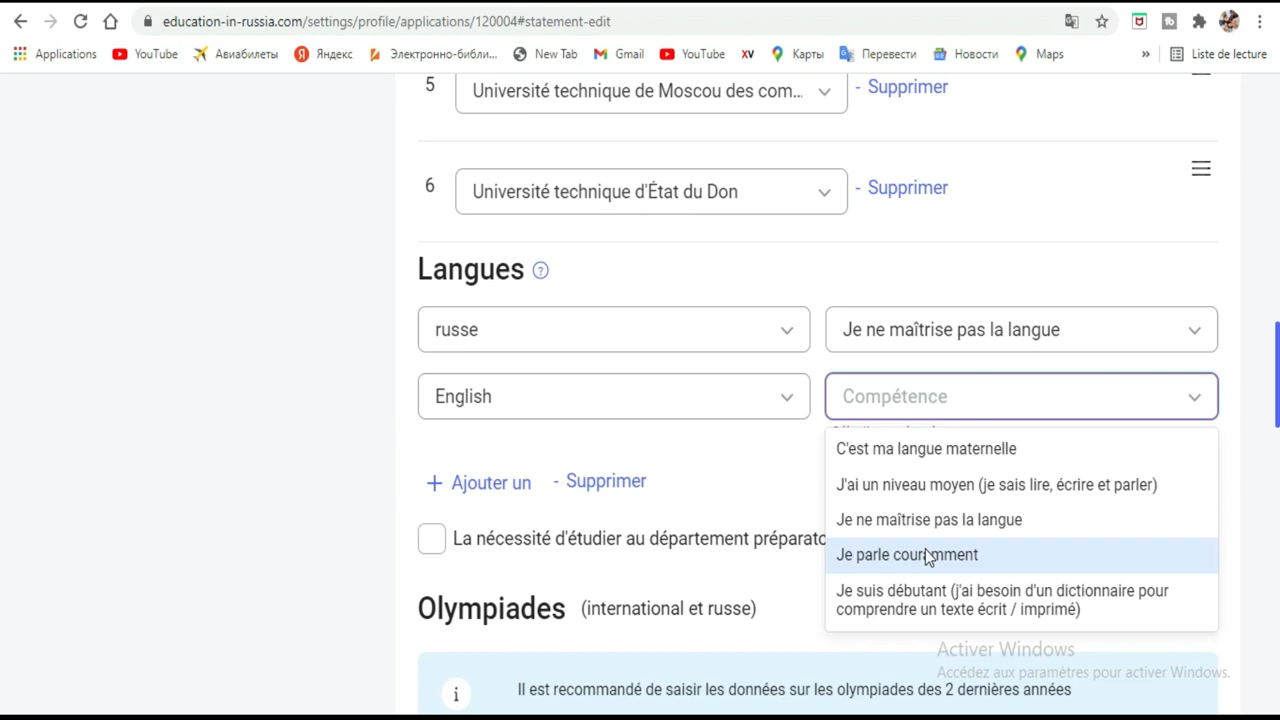 education-in-russia.com/settings/profile/applications/120004#statement-edit
Applications YouTube Авиабилеты Яндекс Электронно-библи... New Tab Gmail YouTube XV Карты Перевести Новости Maps » Liste de lecture
5 Université technique de Moscou des com... - Supprimer
6 Université technique d'État du Don - Supprimer
Langues ?
russe Je ne maîtrise pas la langue
English Compétence
C'est ma langue maternelle
J'ai un niveau moyen (je sais lire, écrire et parler)
Je ne maîtrise pas la langue
Je parle couramment
Je suis débutant (j'ai besoin d'un dictionnaire pour
comprendre un texte écrit / imprimé)
+ Ajouter un - Supprimer
La nécessité d'étudier au département préparato
Olympiades (international et russe)
Activer Windows
Accédez aux paramètres pour activer Windows.
i Il est recommandé de saisir les données sur les olympiades des 2 dernières années